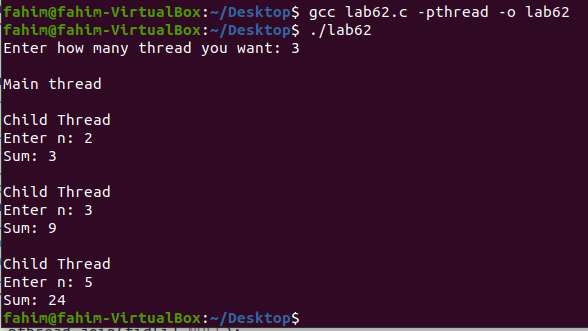 fahim@fahim-VirtualBox:~/Desktop$ gcc lab62.c -pthread -o lab62
fahim@fahim-VirtualBox:~/Desktop$ ./lab62
Enter how many thread you want: 3
Main thread
Child Thread
Enter n: 2
Sum: 3
Child Thread
Enter n: 3
Sum: 9
Child Thread
Enter n: 5
Sum: 24
fahim@fahim-VirtualBox:~/Desktop$